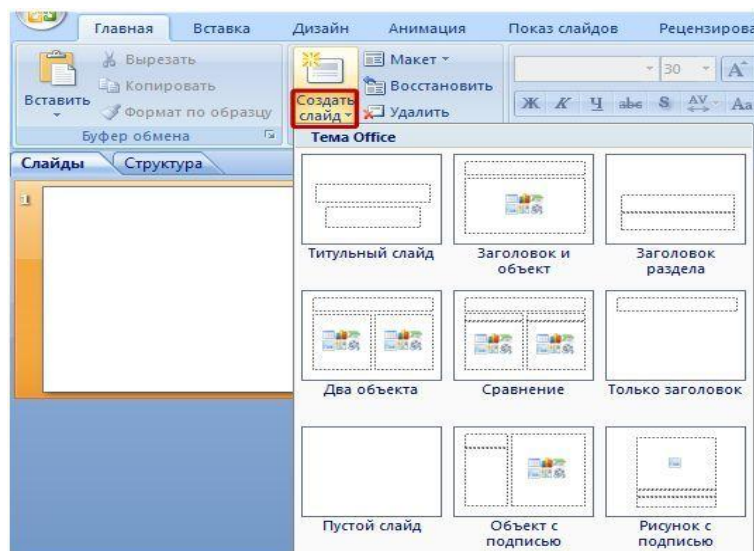 Главная Вставка Дизайн Анимация Показ слайдов Рецензирова
Вставить
Вырезать
Копировать
Формат по образцу
Буфер обмена
Создать
слайд
Макет
Восстановить
Удалить
30 A
Ж К Ч abc S AV Aa
Слайды Структура
1
Тема Office
Титульный слайд Заголовок и
объект Заголовок
раздела
Два объекта Сравнение Только заголовок
Пустой слайд Объект с
подписью Рисунок с
подписью